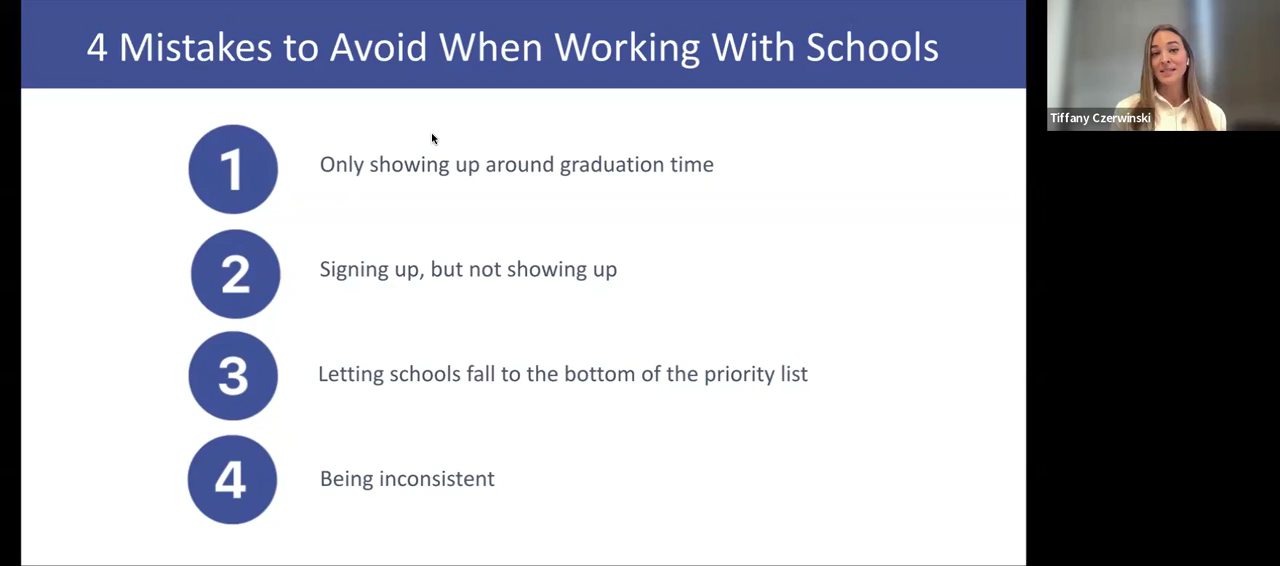 4 Mistakes to Avoid When Working With Schools
Tiffany Czerwinski
1
Only showing up around graduation time
2
Signing up, but not showing up
3
Letting schools fall to the bottom of the priority list
4
Being inconsistent